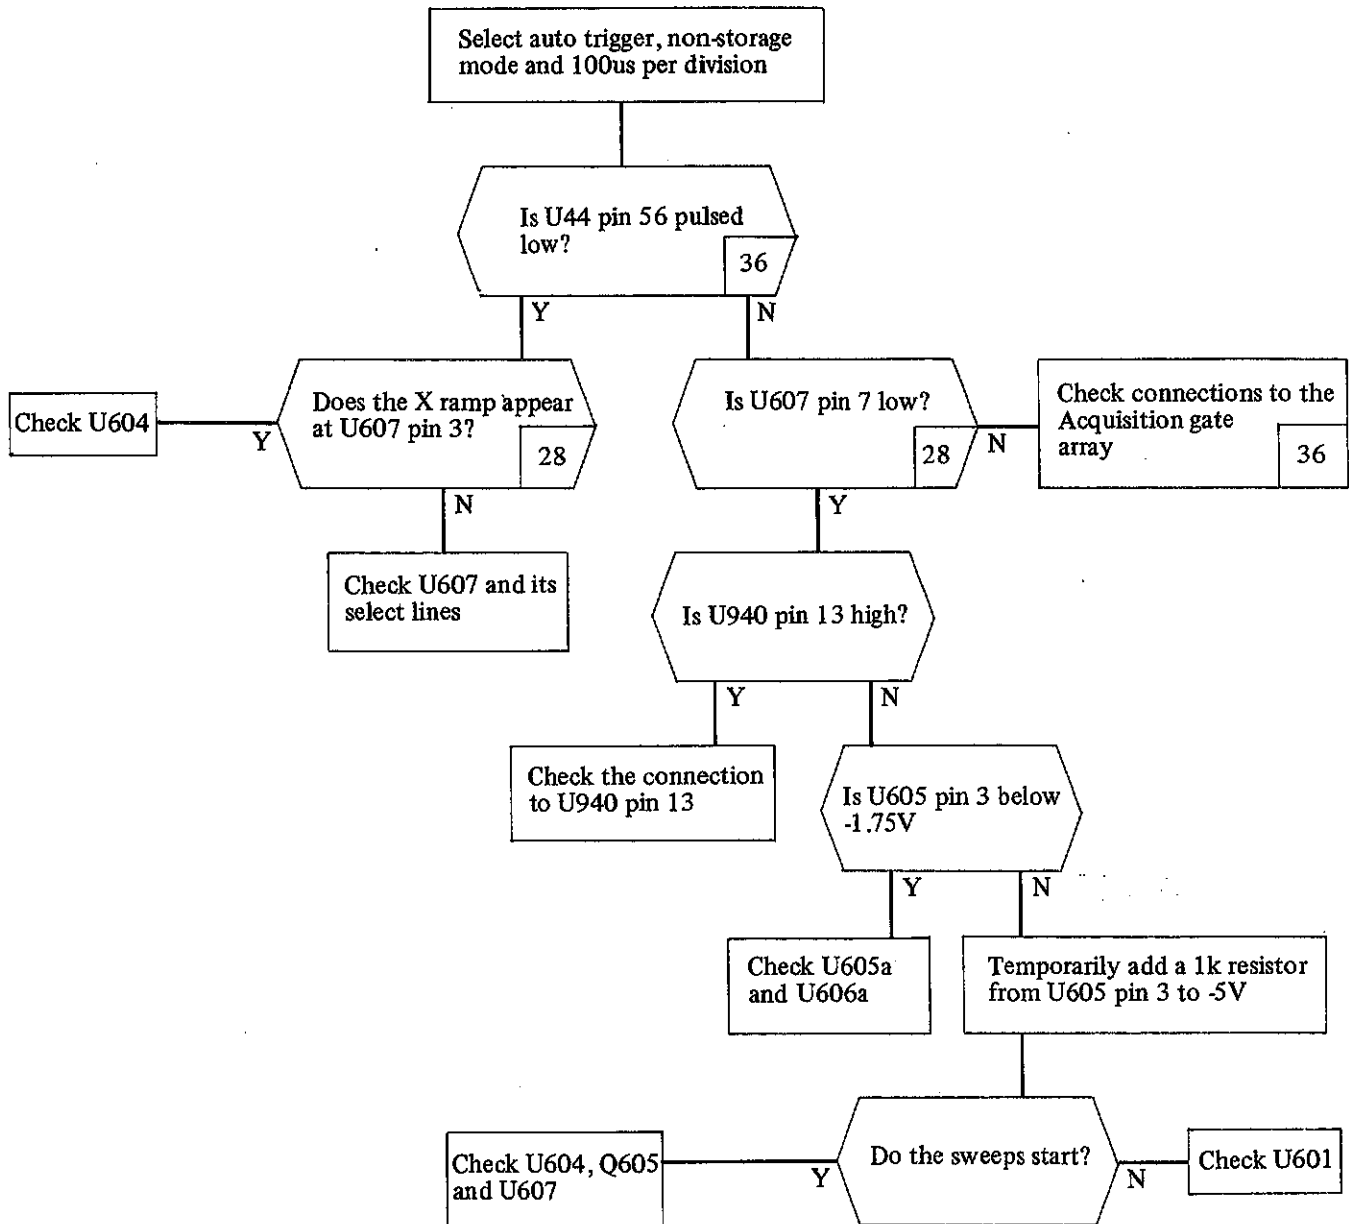 Select auto trigger, non-storage
mode and 100us per division
Is U44 pin 56 pulsed
low?
36
Y
N
Check U604
Y
Does the X ramp appear
at U607 pin 3?
28
Is U607 pin 7 low?
28
N
Check connections to the
Acquisition gate
array
36
N
Y
Check U607 and its
select lines
Is U940 pin 13 high?
Y
N
Check the connection
to U940 pin 13
Is U605 pin 3 below
-1.75V
Y
N
Check U605a
and U606a
Temporarily add a 1k resistor
from U605 pin 3 to -5V
Check U604, Q605
and U607
Y
Do the sweeps start?
N
Check U601